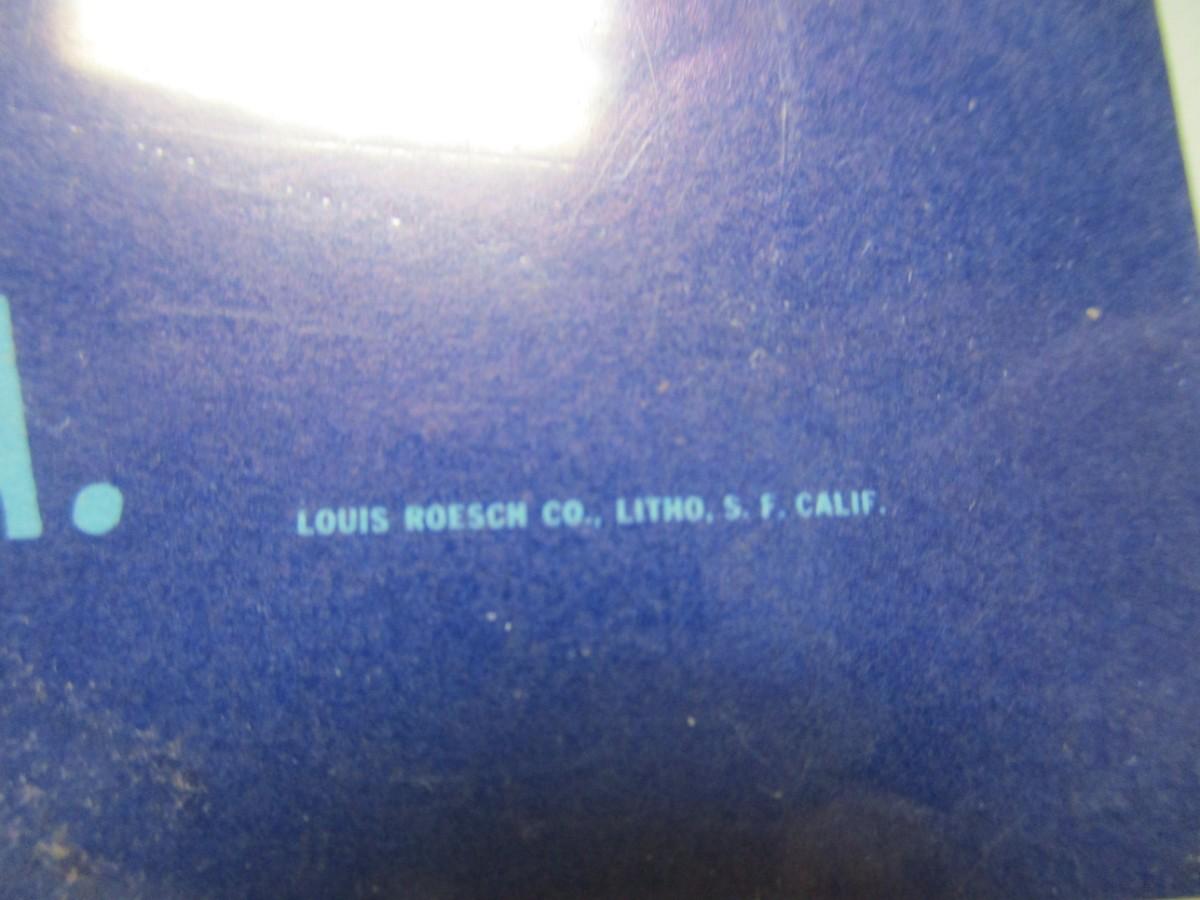 LOUIS ROESCH CO., LITHO, S. F. CALIF.